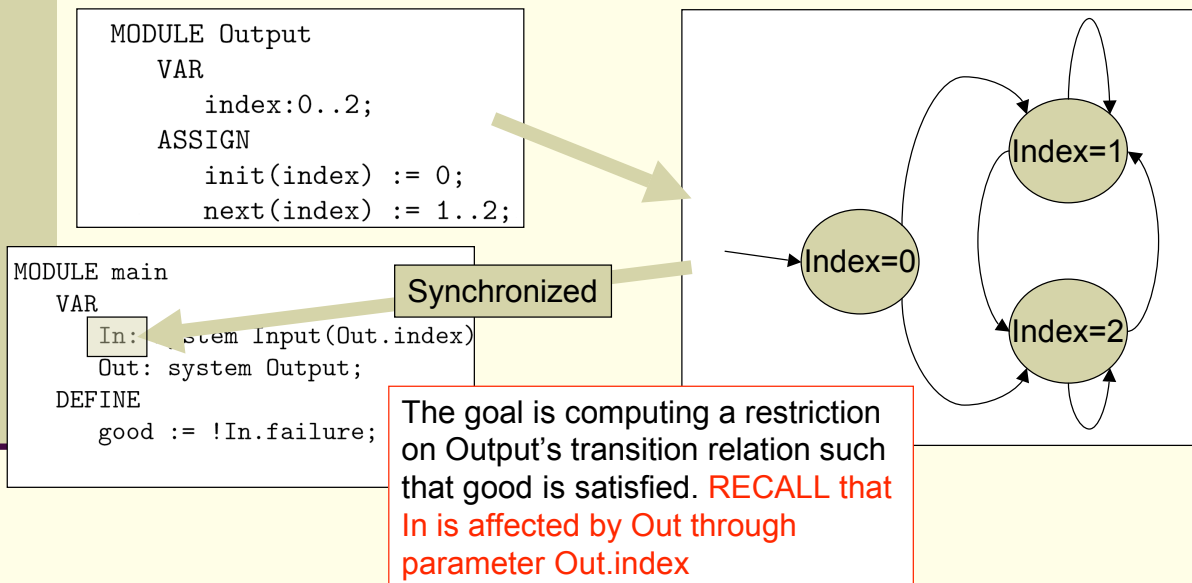 MODULE Output
VAR
index:0..2;
ASSIGN
init(index) := 0;
next(index) := 1..2;
MODULE main
VAR
In: stem Input(Out.index)
Out: system Output;
DEFINE
good := !In.failure;
Synchronized
Index=0
Index=1
Index=2
The goal is computing a restriction
on Output's transition relation such
that good is satisfied. RECALL that
In is affected by Out through
parameter Out.index